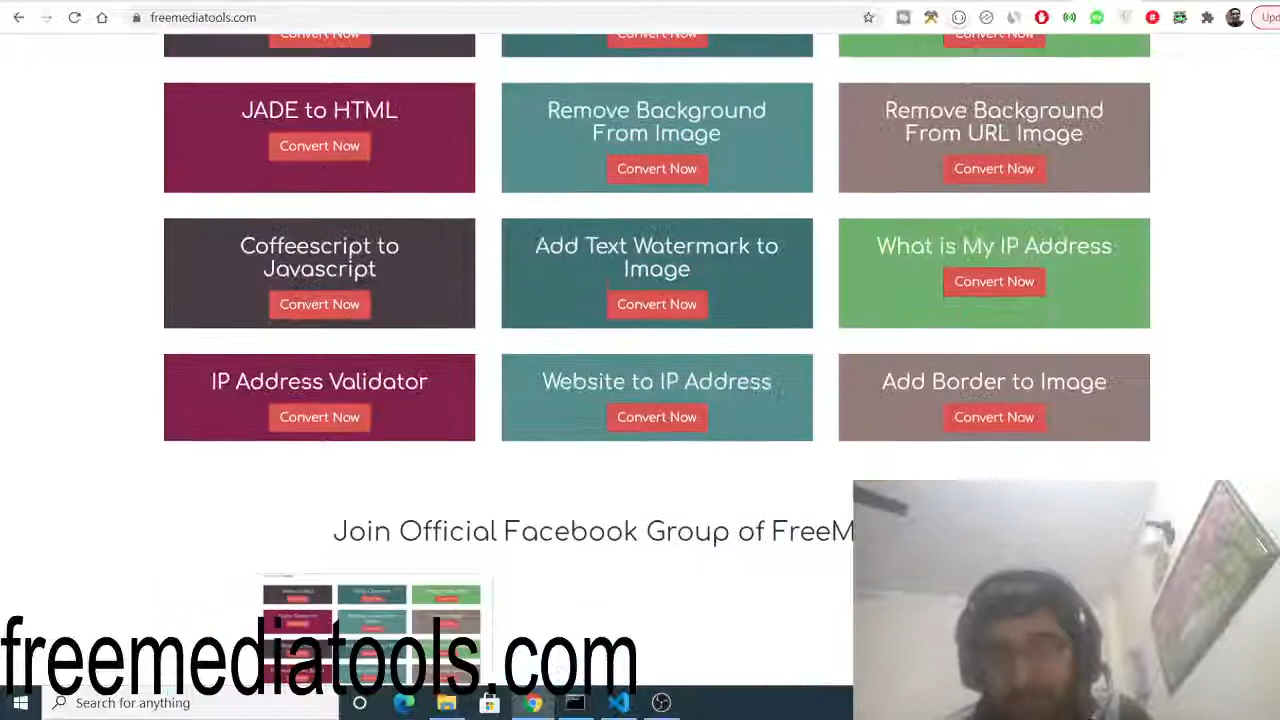 freemediatools.com
Upd
Convert Now
Convert Now
Convert Now
JADE to HTML
Convert Now
Remove Background
From Image
Convert Now
Remove Background
From URL Image
Convert Now
Coffeescript to
Javascript
Convert Now
Add Text Watermark to
Image
Convert Now
What is My IP Address
Convert Now
IP Address Validator
Convert Now
Website to IP Address
Convert Now
Add Border to Image
Convert Now
Join Official Facebook Group of FreeM
freemediatools.com
Search for anything